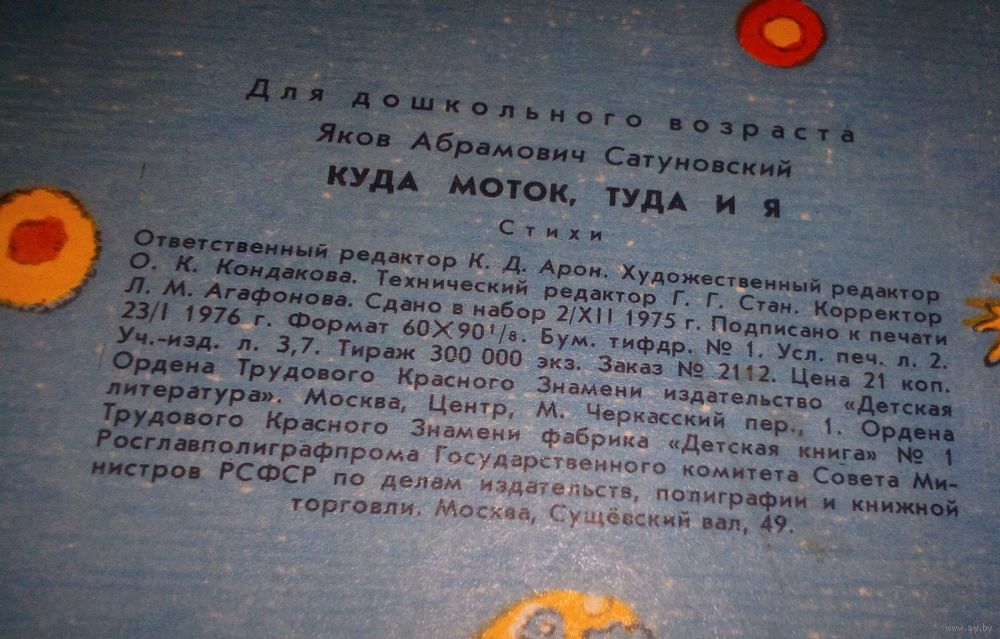 Для дошкольного возраста
Яков Абрамович Сатуновский
КУДА МОТОК, ТУДА И Я
Стихи
Ответственный редактор К. Д. Арон. Художественный редактор
О. К. Кондакова. Технический редактор Г. Г. Стан. Корректор
Л. М. Агафонова. Сдано в набор 2/XII 1975 г. Подписано к печати
23/I 1976 г. Формат 60X90¹/₈. Бум. тифдр. № 1. Усл. печ. л. 2.
Уч.-изд. л. 3,7. Тираж 300 000 экз. Заказ № 2112. Цена 21 коп.
Ордена Трудового Красного Знамени издательство «Детская
литература». Москва, Центр, М. Черкасский пер., 1. Ордена
Трудового Красного Знамени фабрика «Детская книга» № 1
Росглавполиграфпрома Государственного комитета Совета Ми-
нистров РСФСР по делам издательств, полиграфии и книжной
торговли. Москва, Сущёвский вал, 49.
www.ay.by